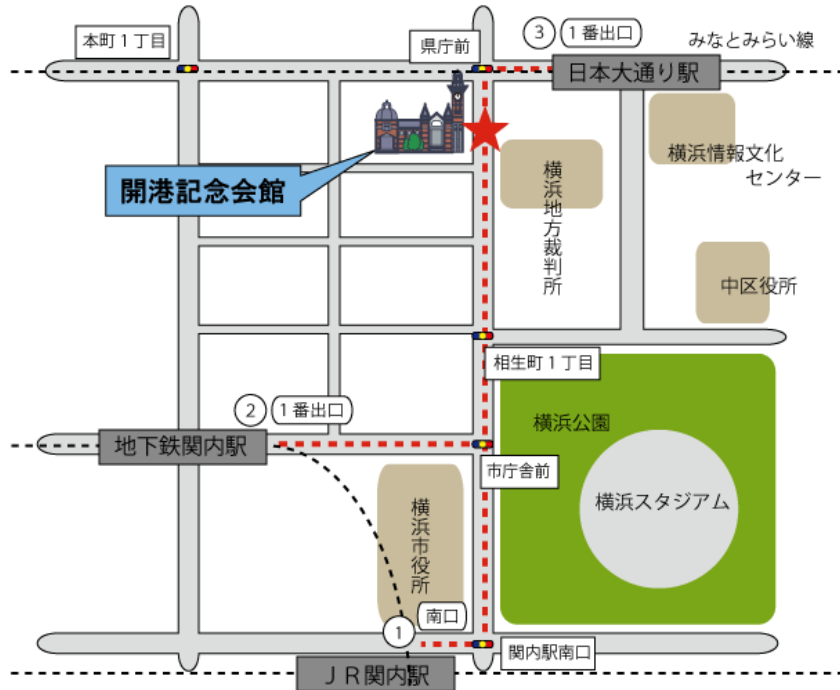 本町1丁目
県庁前
③
1番出口
みなとみらい線
日本大通り駅
横浜情報文化
センター
開港記念会館
横浜地方裁判所
中区役所
相生町1丁目
②
1番出口
地下鉄関内駅
横浜公園
市庁舎前
横浜スタジアム
横浜市役所
①
南口
関内駅南口
JR関内駅